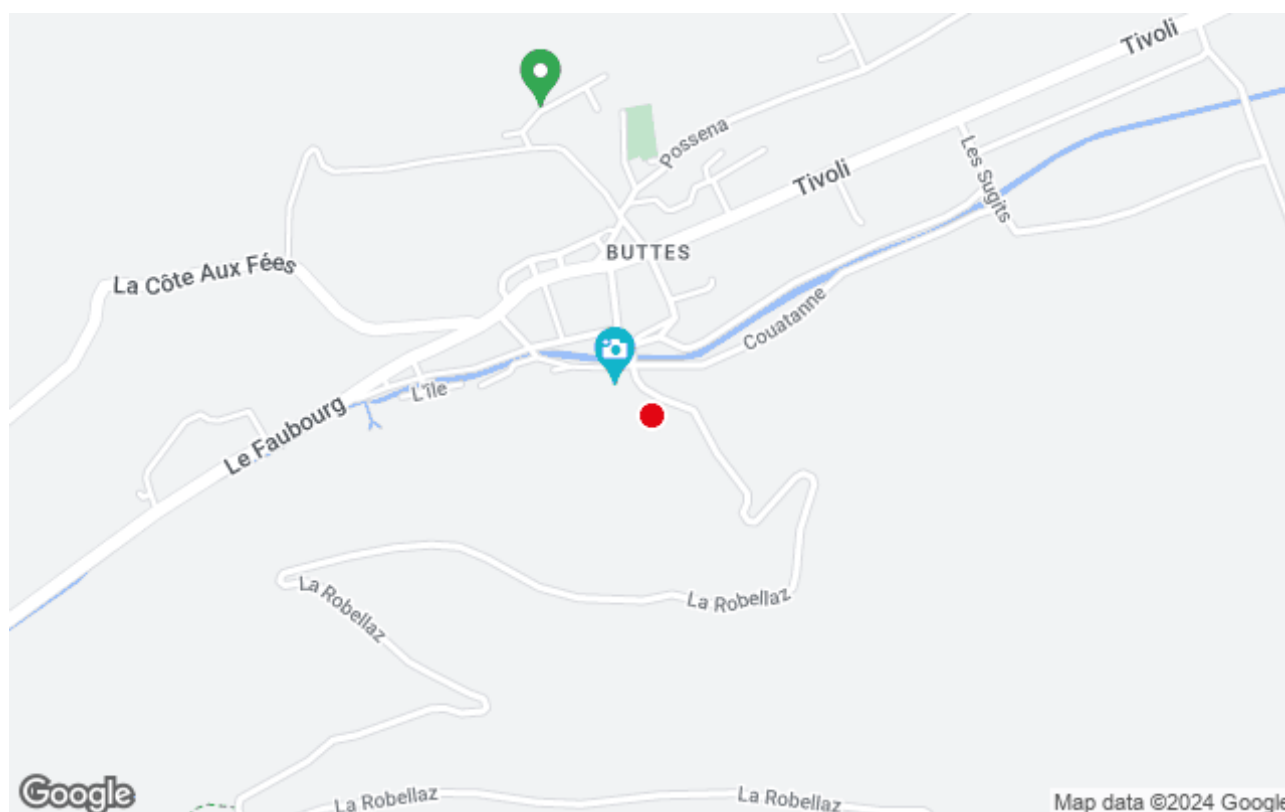 Tivoli
Possena
Les Sugits
Tivoli
BUTTES
La Côte Aux Fées
Couatanne
L'île
Le Faubourg
La Robellaz
La Robellaz
La Robellaz
La Robellaz
Google
Map data ©2024 Google